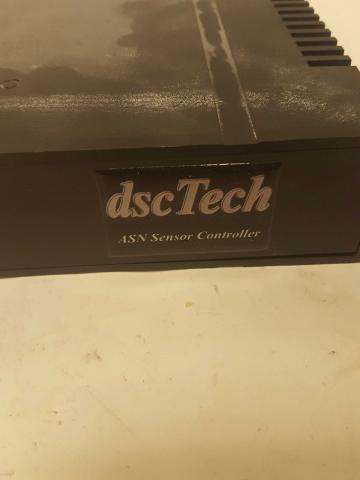 dscTech
ASN Sensor Controller